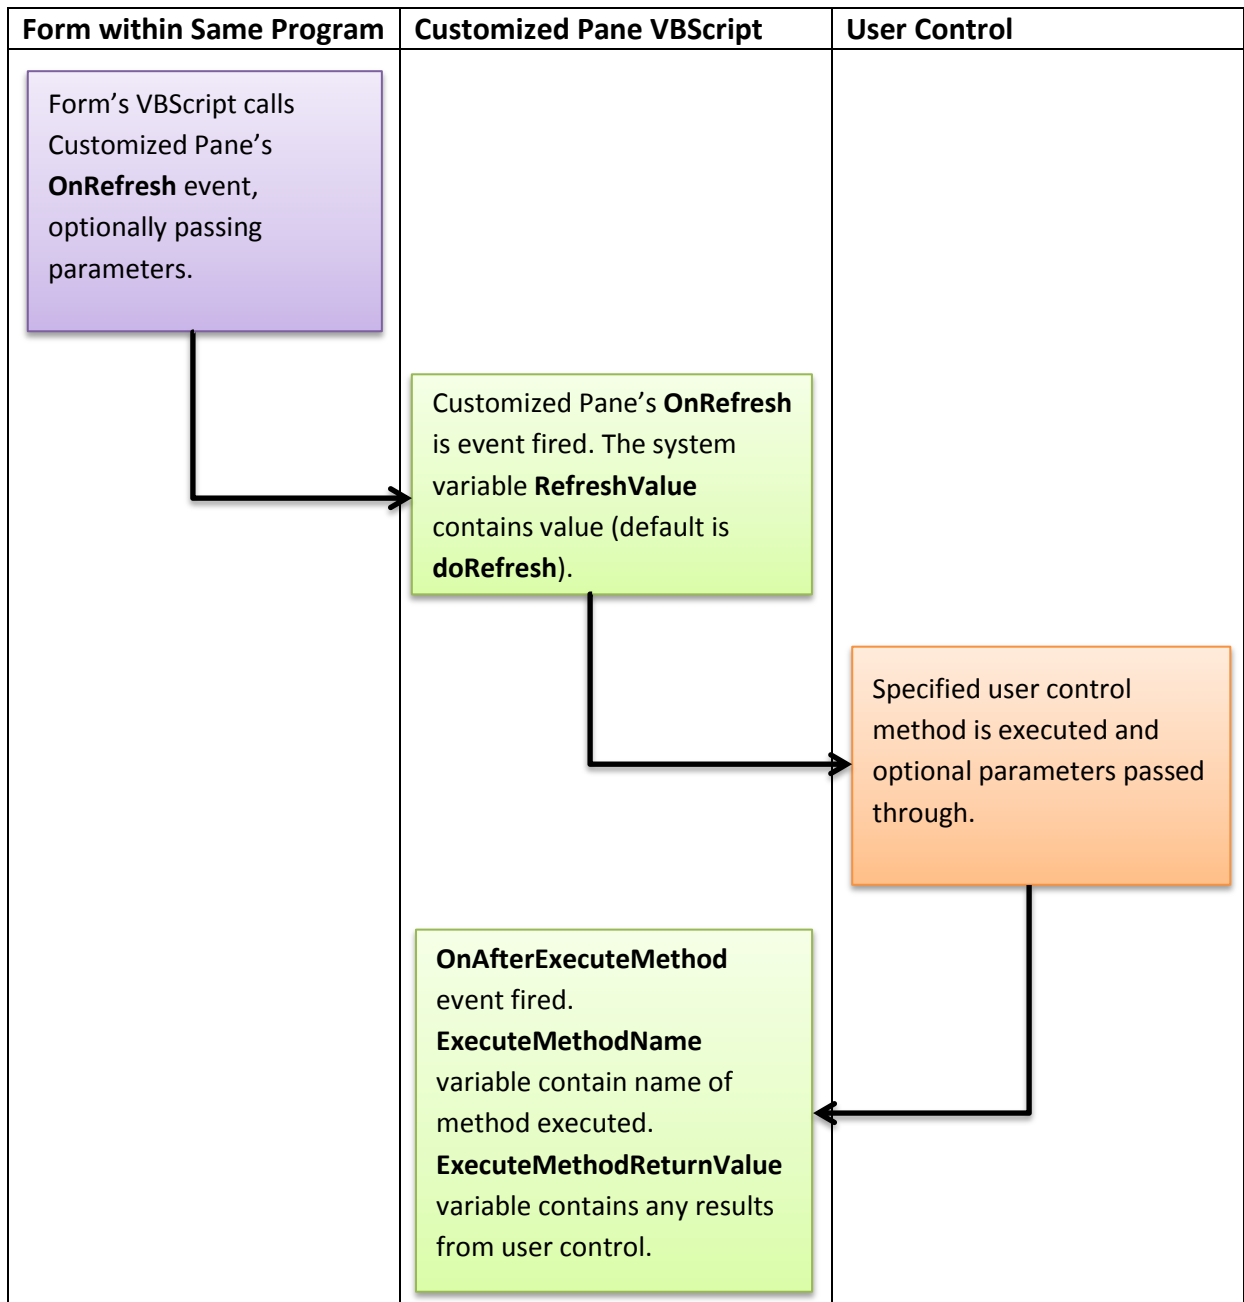 Form within Same Program
Customized Pane VBScript
User Control
Form’s VBScript calls
Customized Pane’s
OnRefresh event,
optionally passing
parameters.
Customized Pane’s OnRefresh
is event fired. The system
variable RefreshValue
contains value (default is
doRefresh).
Specified user control
method is executed and
optional parameters passed
through.
OnAfterExecuteMethod
event fired.
ExecuteMethodName
variable contain name of
method executed.
ExecuteMethodReturnValue
variable contains any results
from user control.